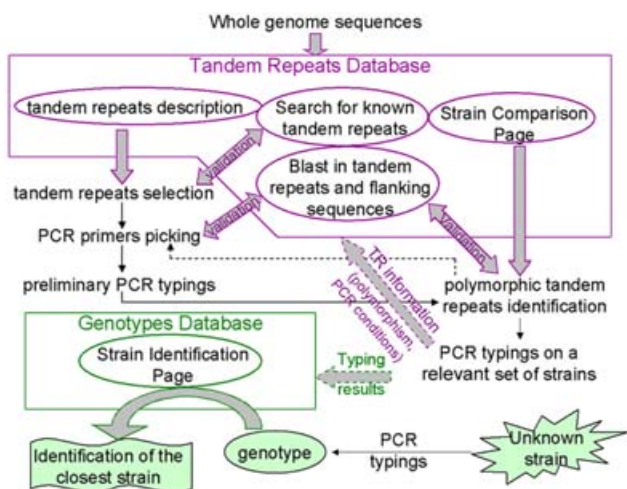 Whole genome sequences
Tandem Repeats Database
tandem repeats description
Search for known
tandem repeats
Strain Comparison
Page
validation
Blast in tandem
repeats and flanking
sequences
validation
validation
tandem repeats selection
PCR primers picking
preliminary PCR typings
TR information
(polymorphism,
PCR conditions)
polymorphic tandem
repeats identification
PCR typings on a
relevant set of strains
Genotypes Database
Strain Identification
Page
Typing
results
Identification of the
closest strain
genotype
PCR
typings
Unknown
strain